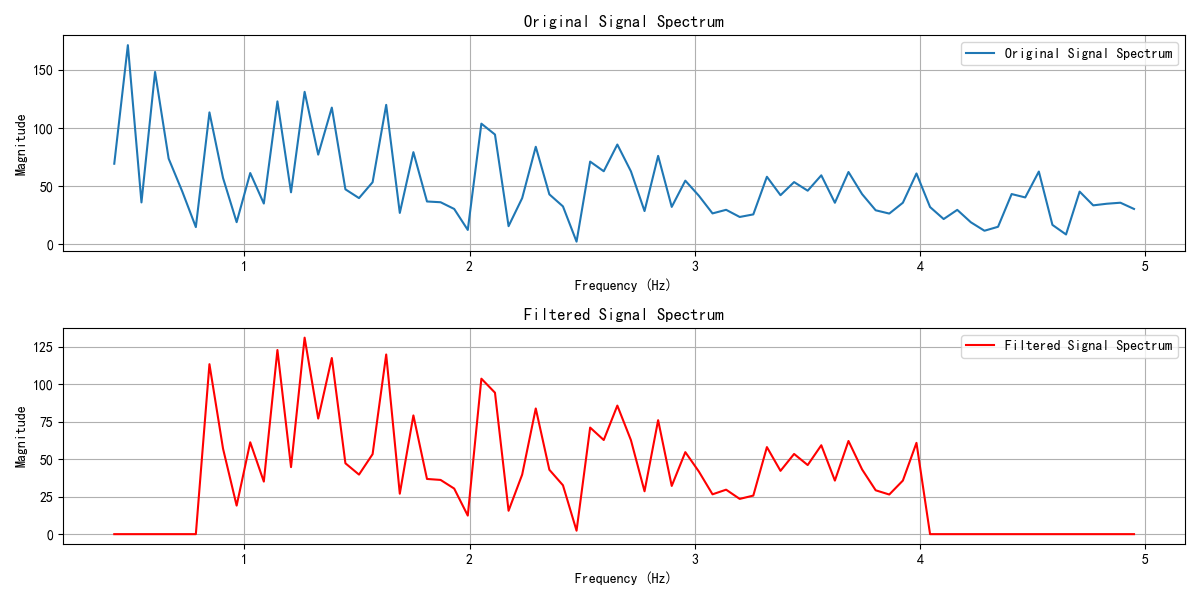 Original Signal Spectrum
Original Signal Spectrum
150
100
50
0
Magnitude
1 2 3 4 5
Frequency (Hz)
Filtered Signal Spectrum
Filtered Signal Spectrum
125
100
75
50
25
0
Magnitude
1 2 3 4 5
Frequency (Hz)